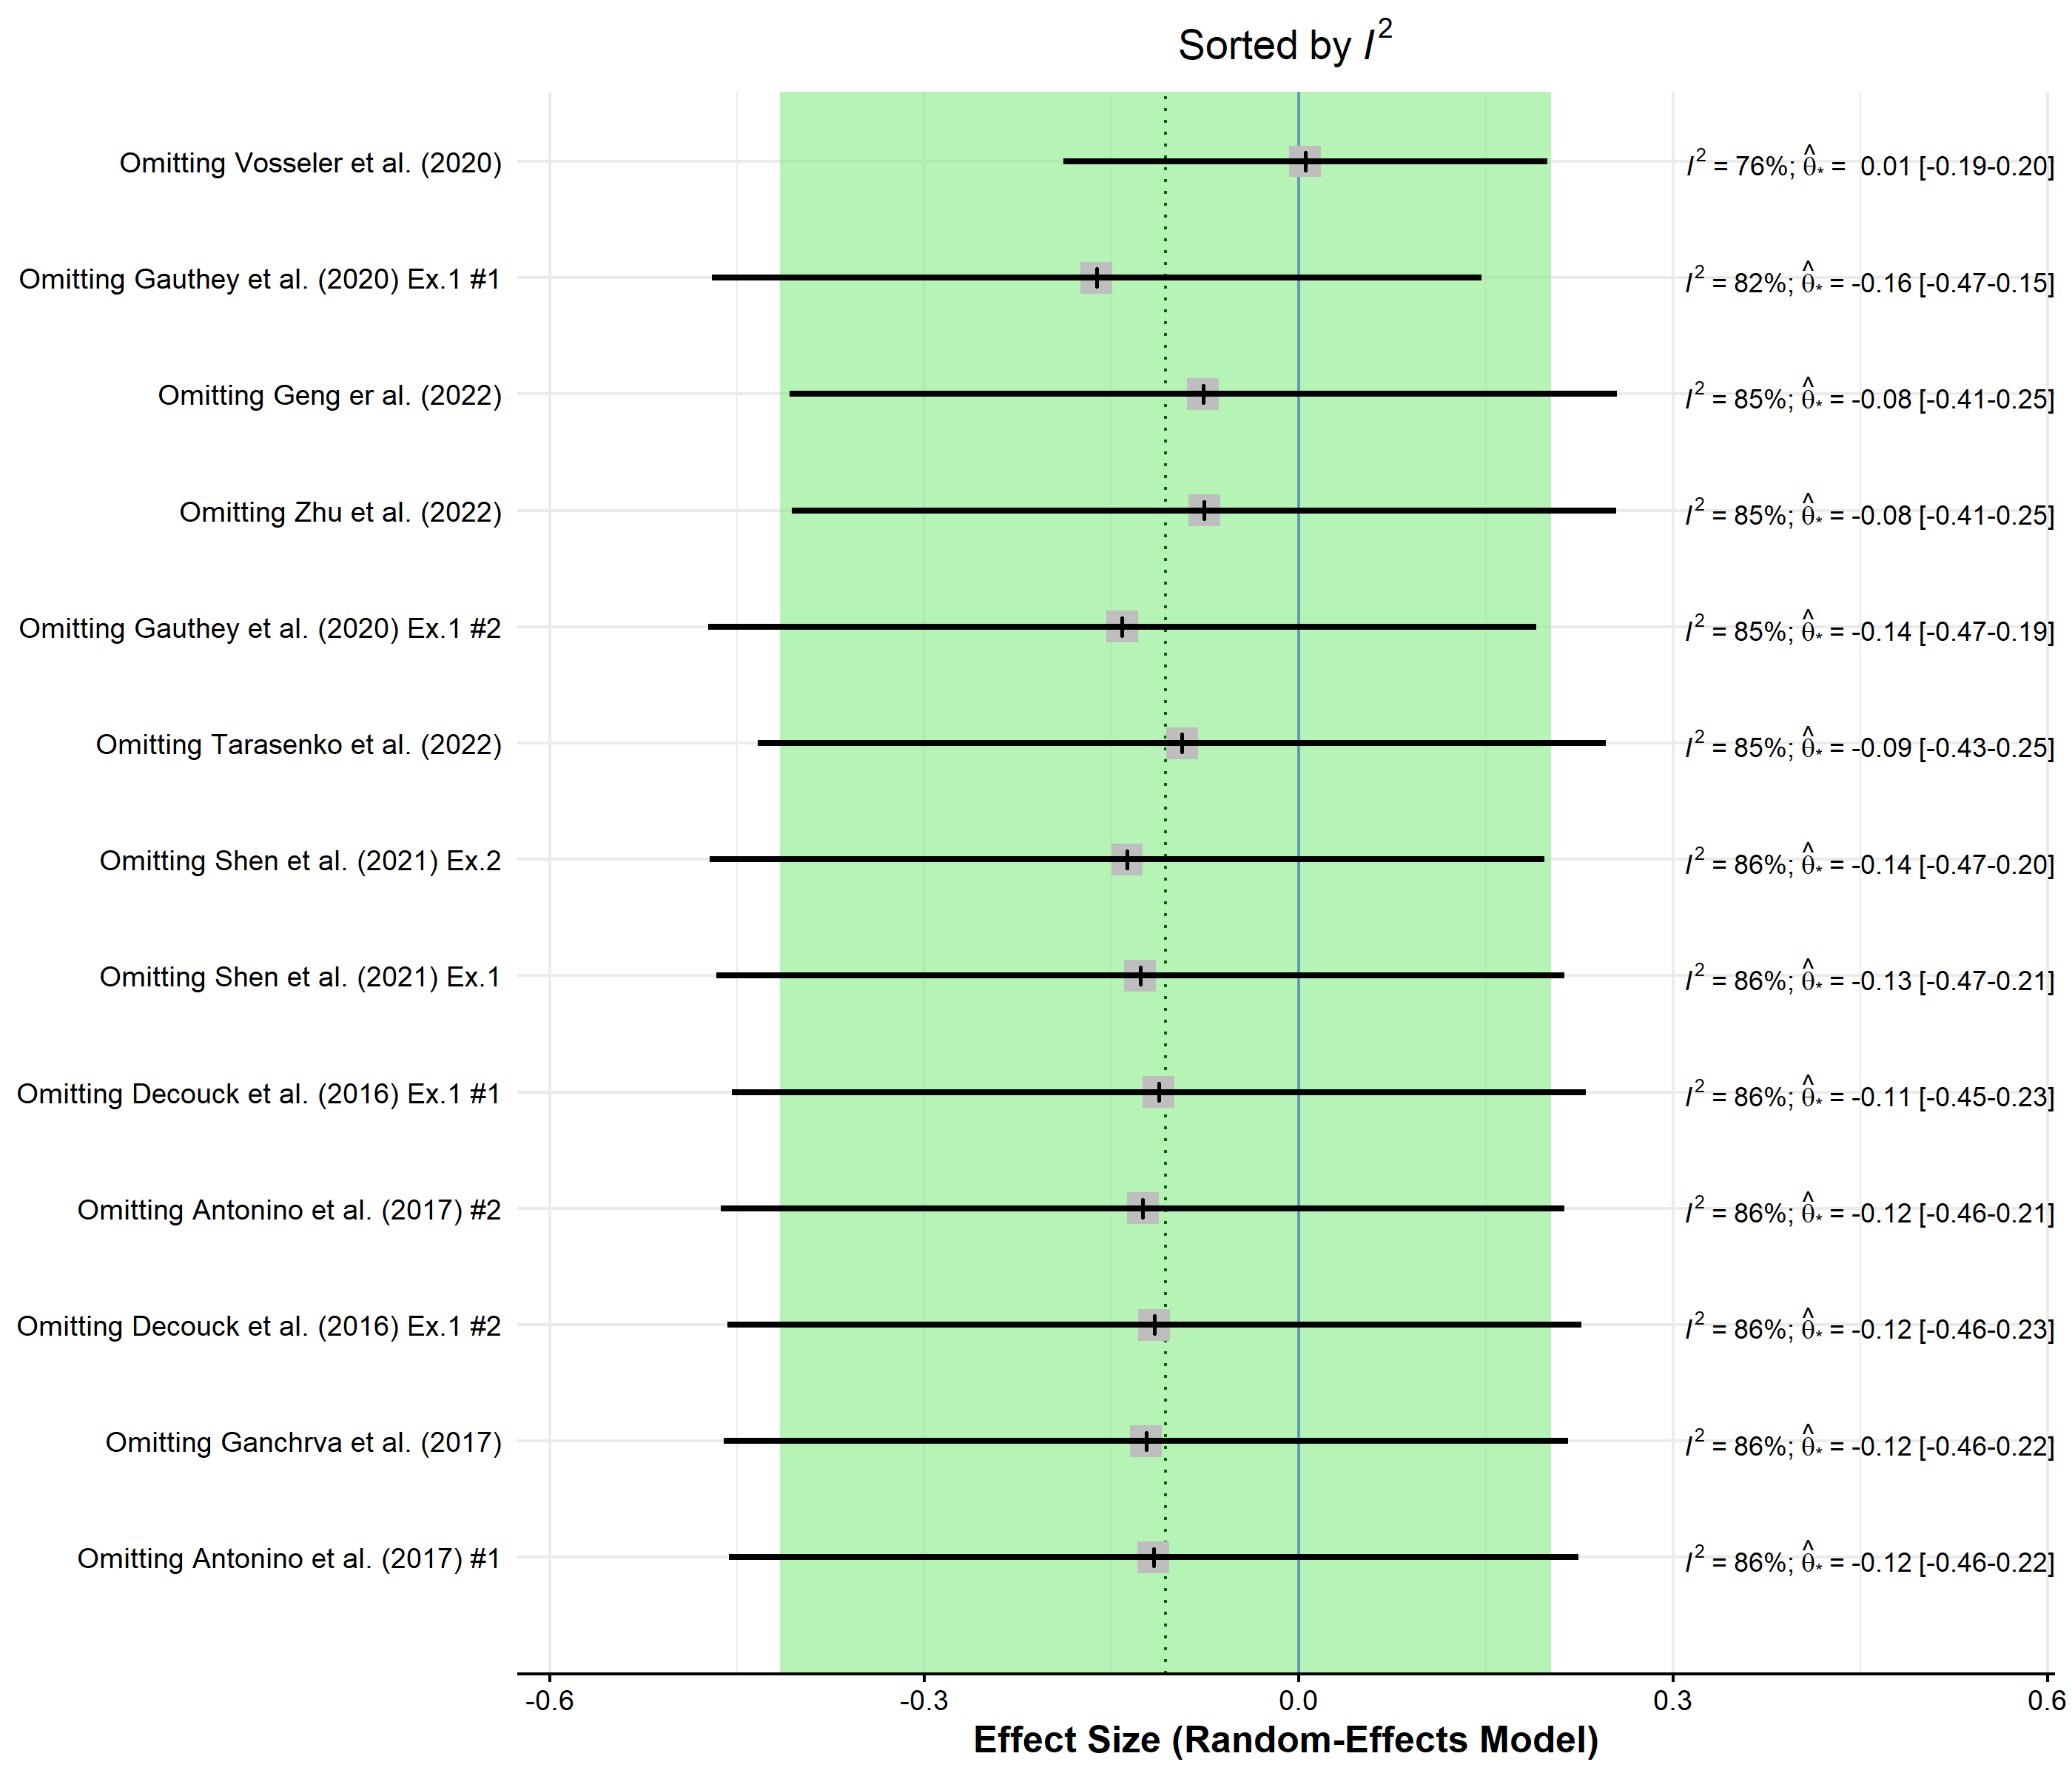 Sorted by I²
Omitting Vosseler et al. (2020) I² = 76%; θ̂* = 0.01 [-0.19-0.20]
Omitting Gauthey et al. (2020) Ex.1 #1 I² = 82%; θ̂* = -0.16 [-0.47-0.15]
Omitting Geng er al. (2022) I² = 85%; θ̂* = -0.08 [-0.41-0.25]
Omitting Zhu et al. (2022) I² = 85%; θ̂* = -0.08 [-0.41-0.25]
Omitting Gauthey et al. (2020) Ex.1 #2 I² = 85%; θ̂* = -0.14 [-0.47-0.19]
Omitting Tarasenko et al. (2022) I² = 85%; θ̂* = -0.09 [-0.43-0.25]
Omitting Shen et al. (2021) Ex.2 I² = 86%; θ̂* = -0.14 [-0.47-0.20]
Omitting Shen et al. (2021) Ex.1 I² = 86%; θ̂* = -0.13 [-0.47-0.21]
Omitting Decouck et al. (2016) Ex.1 #1 I² = 86%; θ̂* = -0.11 [-0.45-0.23]
Omitting Antonino et al. (2017) #2 I² = 86%; θ̂* = -0.12 [-0.46-0.21]
Omitting Decouck et al. (2016) Ex.1 #2 I² = 86%; θ̂* = -0.12 [-0.46-0.23]
Omitting Ganchrva et al. (2017) I² = 86%; θ̂* = -0.12 [-0.46-0.22]
Omitting Antonino et al. (2017) #1 I² = 86%; θ̂* = -0.12 [-0.46-0.22]
-0.6 -0.3 0.0 0.3 0.6
Effect Size (Random-Effects Model)